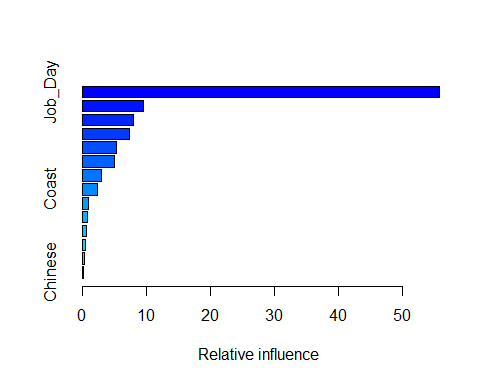 Job_Day
Coast
Chinese
0 10 20 30 40 50
Relative influence